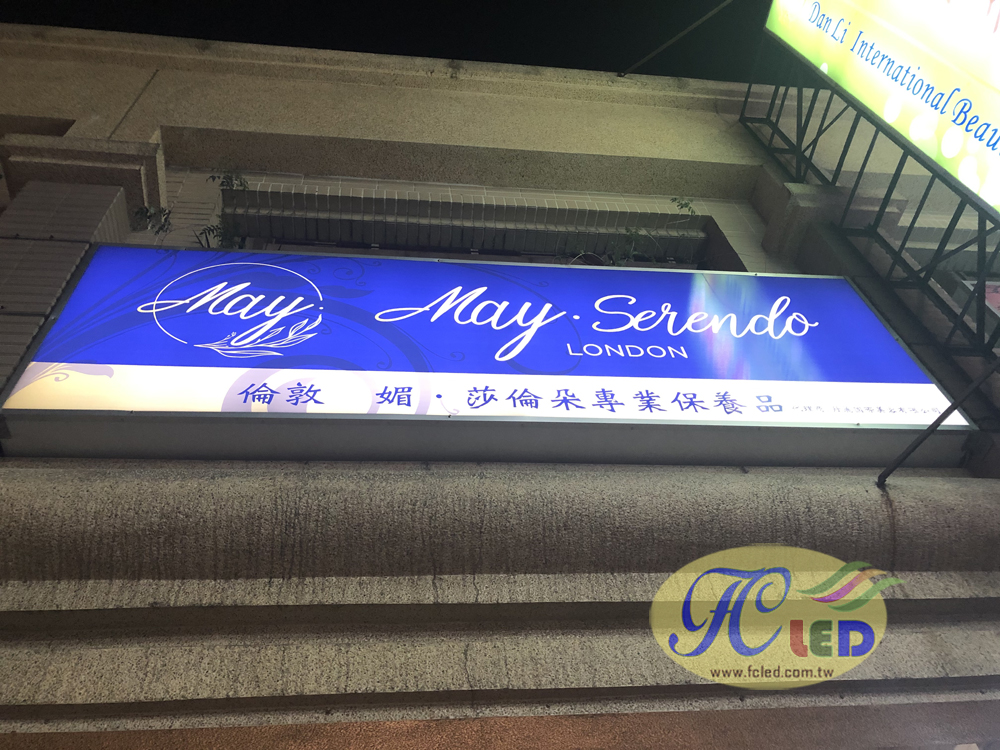 Dan Li International Beau
May.
May · Serendo
LONDON
倫敦 媚·莎倫朵專業保養品
FC LED
www.fcled.com.tw